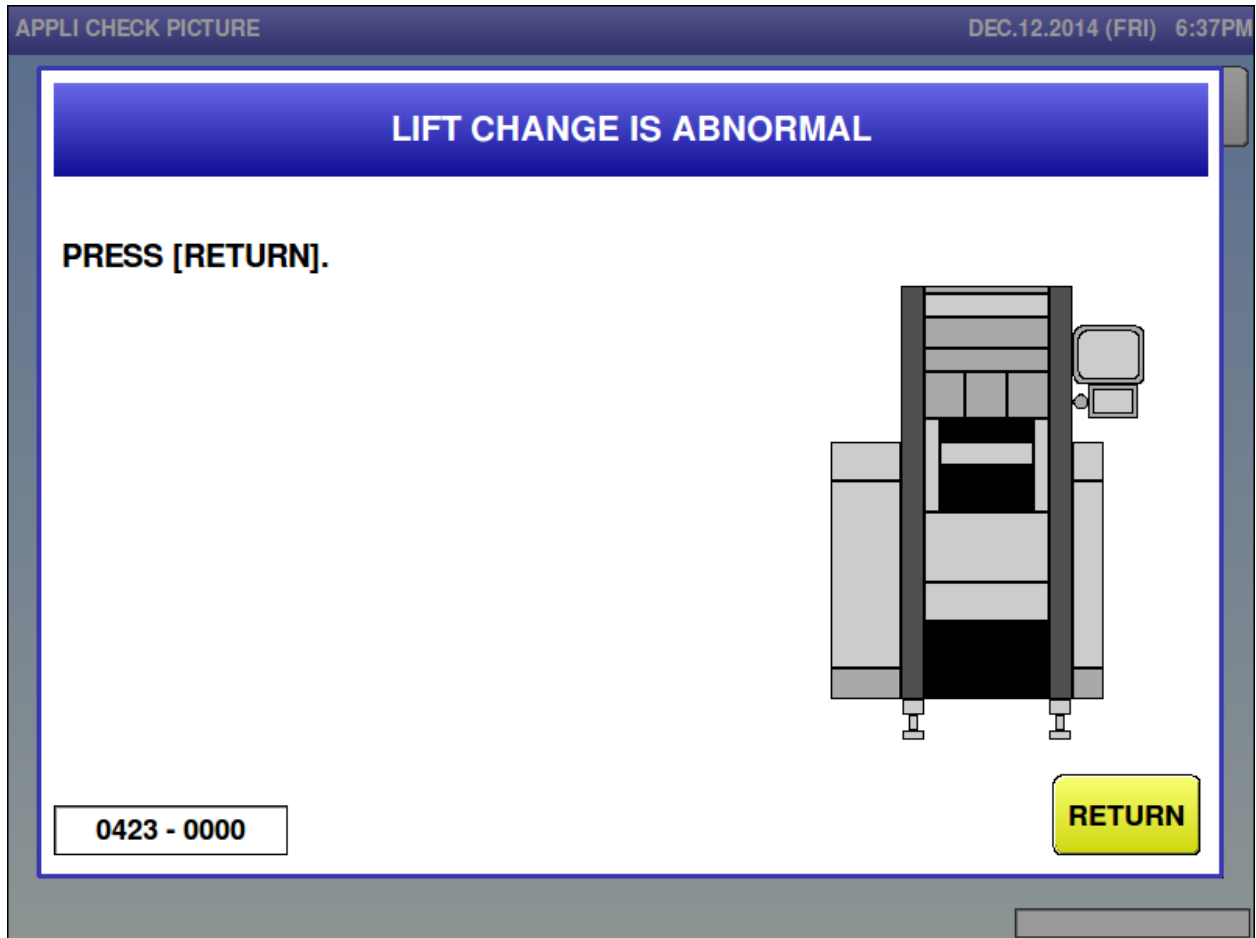 APPLI CHECK PICTURE
DEC.12.2014 (FRI) 6:37PM
LIFT CHANGE IS ABNORMAL
PRESS [RETURN].
0423 - 0000
RETURN